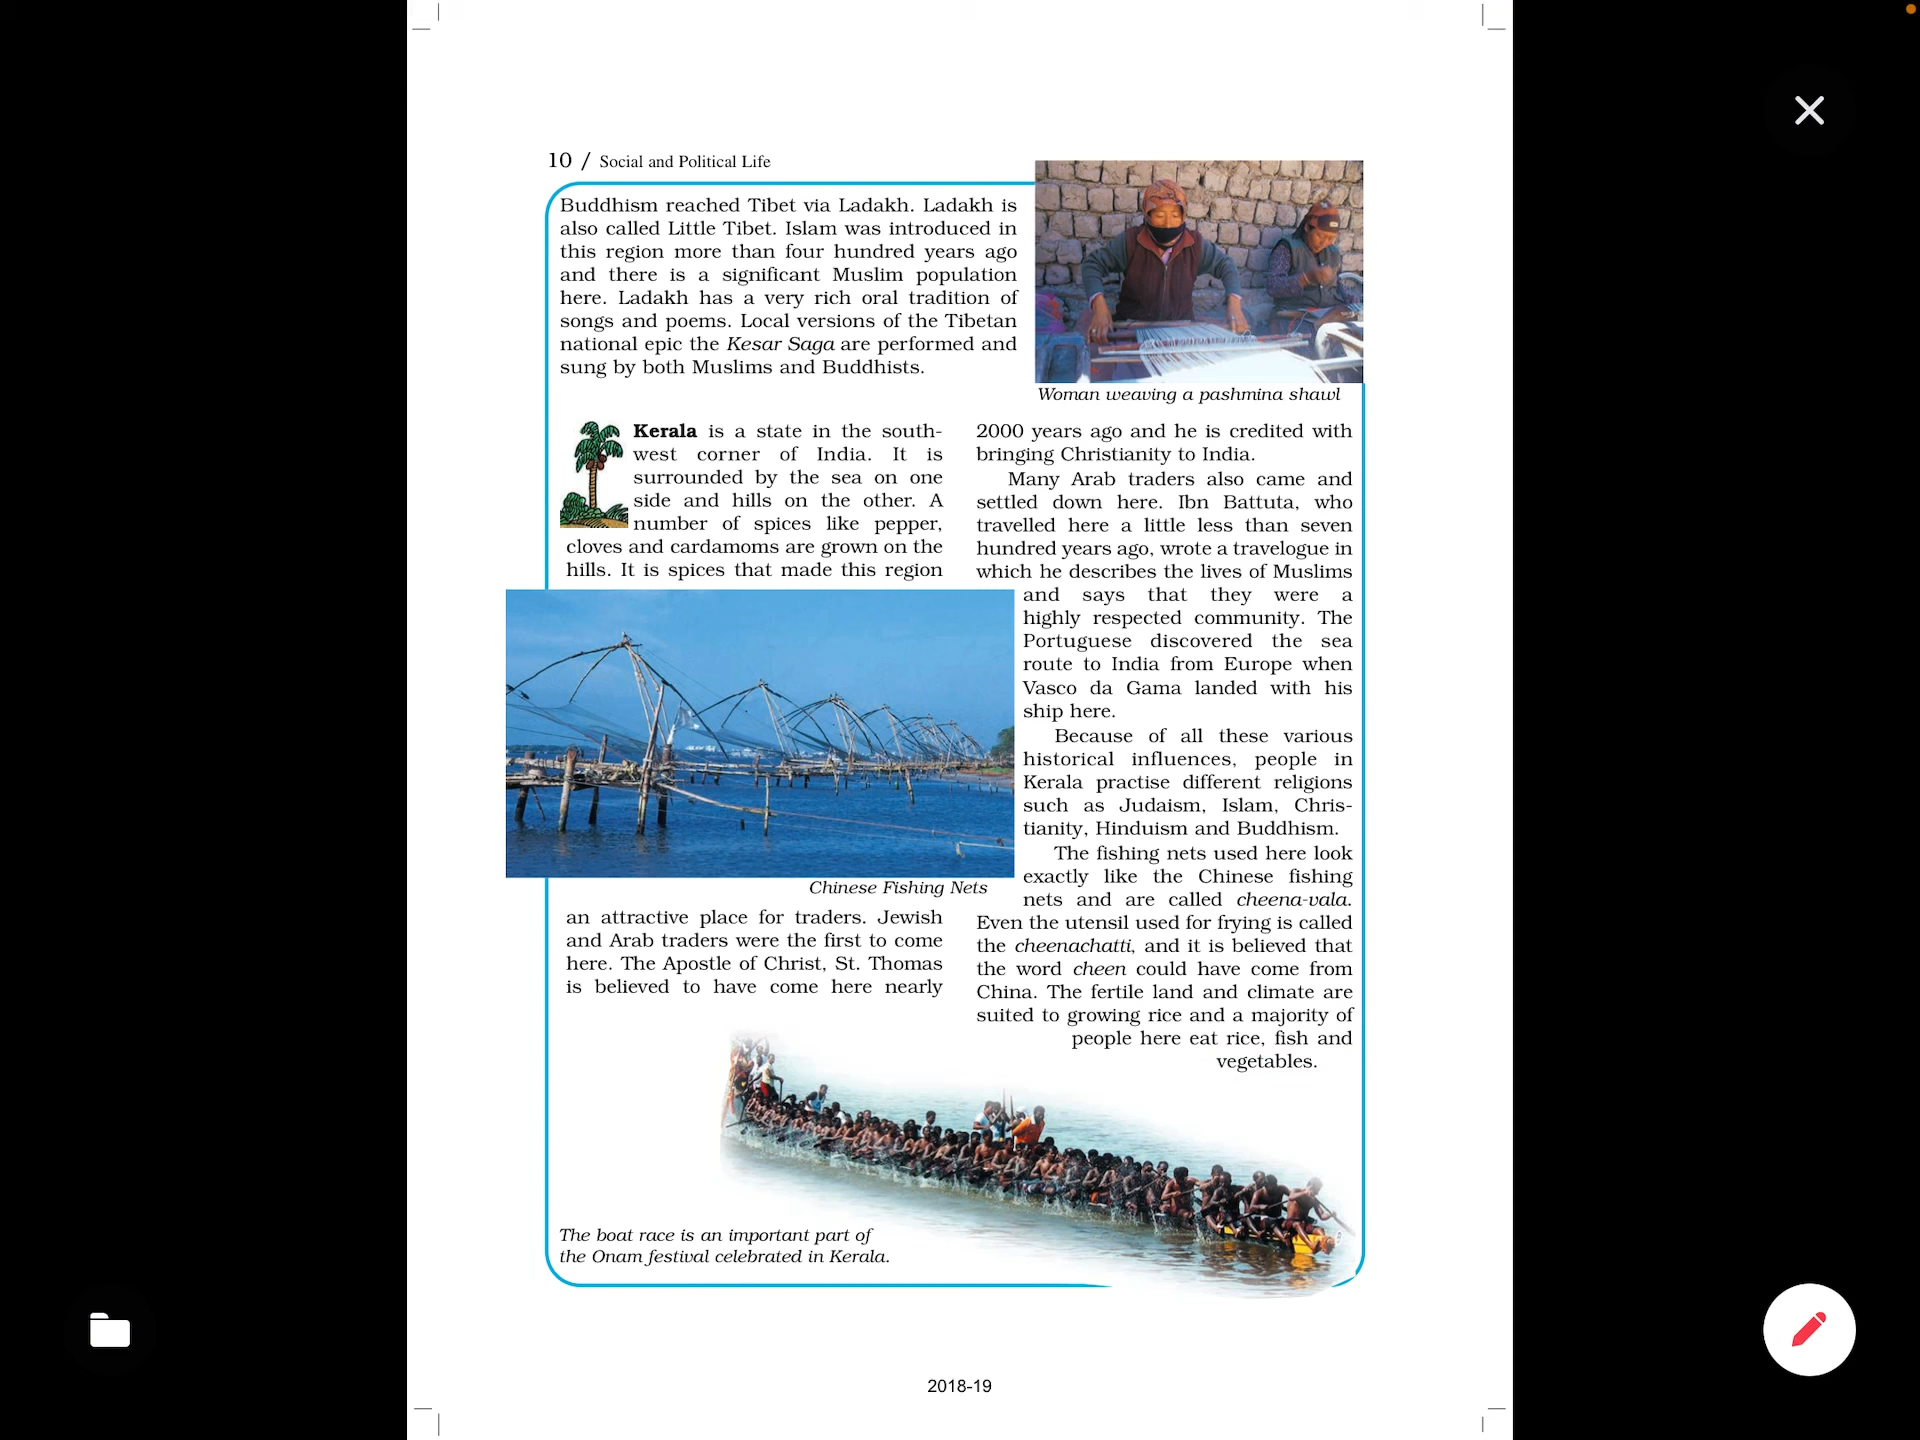 10 / Social and Political Life
Buddhism reached Tibet via Ladakh. Ladakh is
also called Little Tibet. Islam was introduced in
this region more than four hundred years ago
and there is a significant Muslim population
here. Ladakh has a very rich oral tradition of
songs and poems. Local versions of the Tibetan
national epic the Kesar Saga are performed and
sung by both Muslims and Buddhists.
Woman weaving a pashmina shawl
Kerala is a state in the south-
west corner of India. It is
surrounded by the sea on one
side and hills on the other. A
number of spices like pepper,
cloves and cardamoms are grown on the
hills. It is spices that made this region
Chinese Fishing Nets
an attractive place for traders. Jewish
and Arab traders were the first to come
here. The Apostle of Christ, St. Thomas
is believed to have come here nearly
2000 years ago and he is credited with
bringing Christianity to India.
Many Arab traders also came and
settled down here. Ibn Battuta, who
travelled here a little less than seven
hundred years ago, wrote a travelogue in
which he describes the lives of Muslims
and says that they were a
highly respected community. The
Portuguese discovered the sea
route to India from Europe when
Vasco da Gama landed with his
ship here.
Because of all these various
historical influences, people in
Kerala practise different religions
such as Judaism, Islam, Chris-
tianity, Hinduism and Buddhism.
The fishing nets used here look
exactly like the Chinese fishing
nets and are called cheena-vala.
Even the utensil used for frying is called
the cheenachatti, and it is believed that
the word cheen could have come from
China. The fertile land and climate are
suited to growing rice and a majority of
people here eat rice, fish and
vegetables.
The boat race is an important part of
the Onam festival celebrated in Kerala.
2018-19